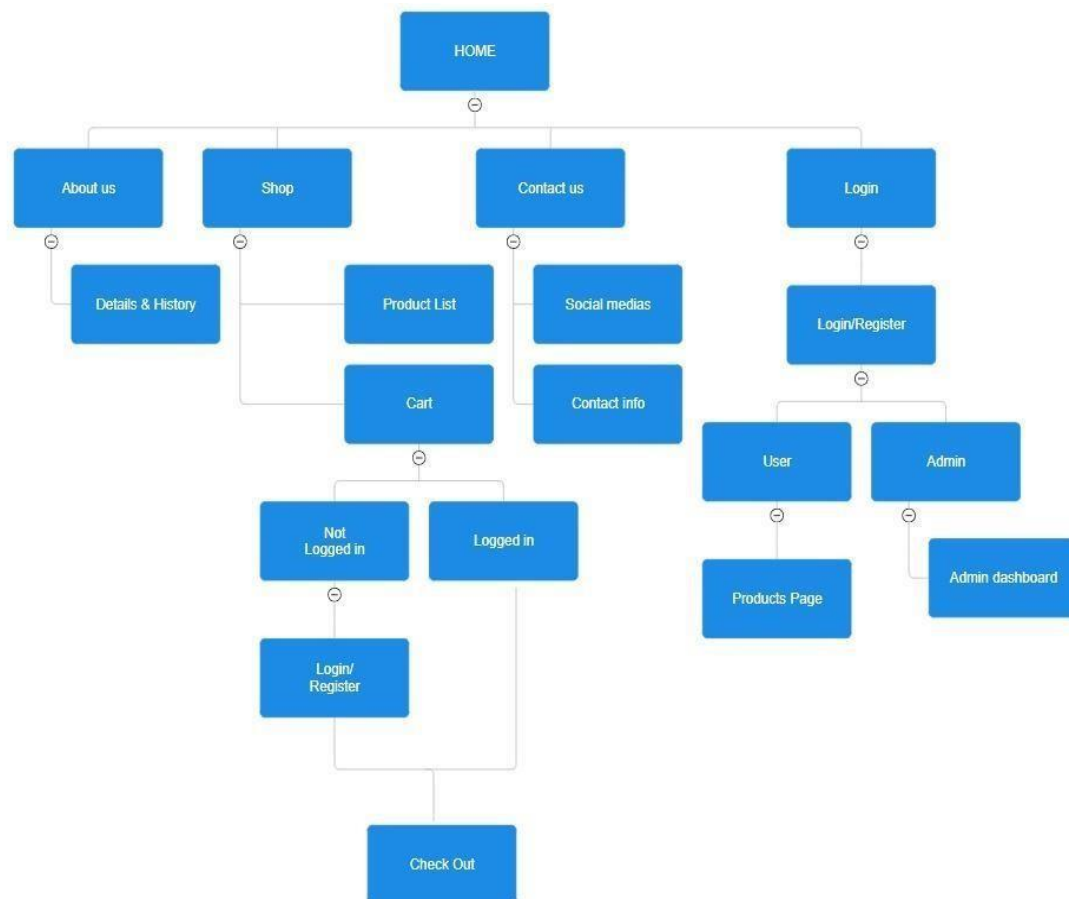 HOME
About us
Shop
Contact us
Login
Details & History
Product List
Social medias
Login/Register
Cart
Contact info
User
Admin
Not
Logged in
Logged in
Products Page
Admin dashboard
Login/
Register
Check Out